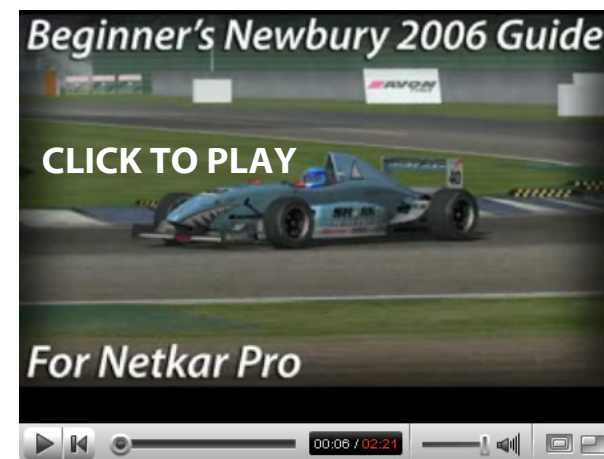 Beginner's Newbury 2006 Guide
AVON
CLICK TO PLAY
40
For Netkar Pro
00:06 / 02:21